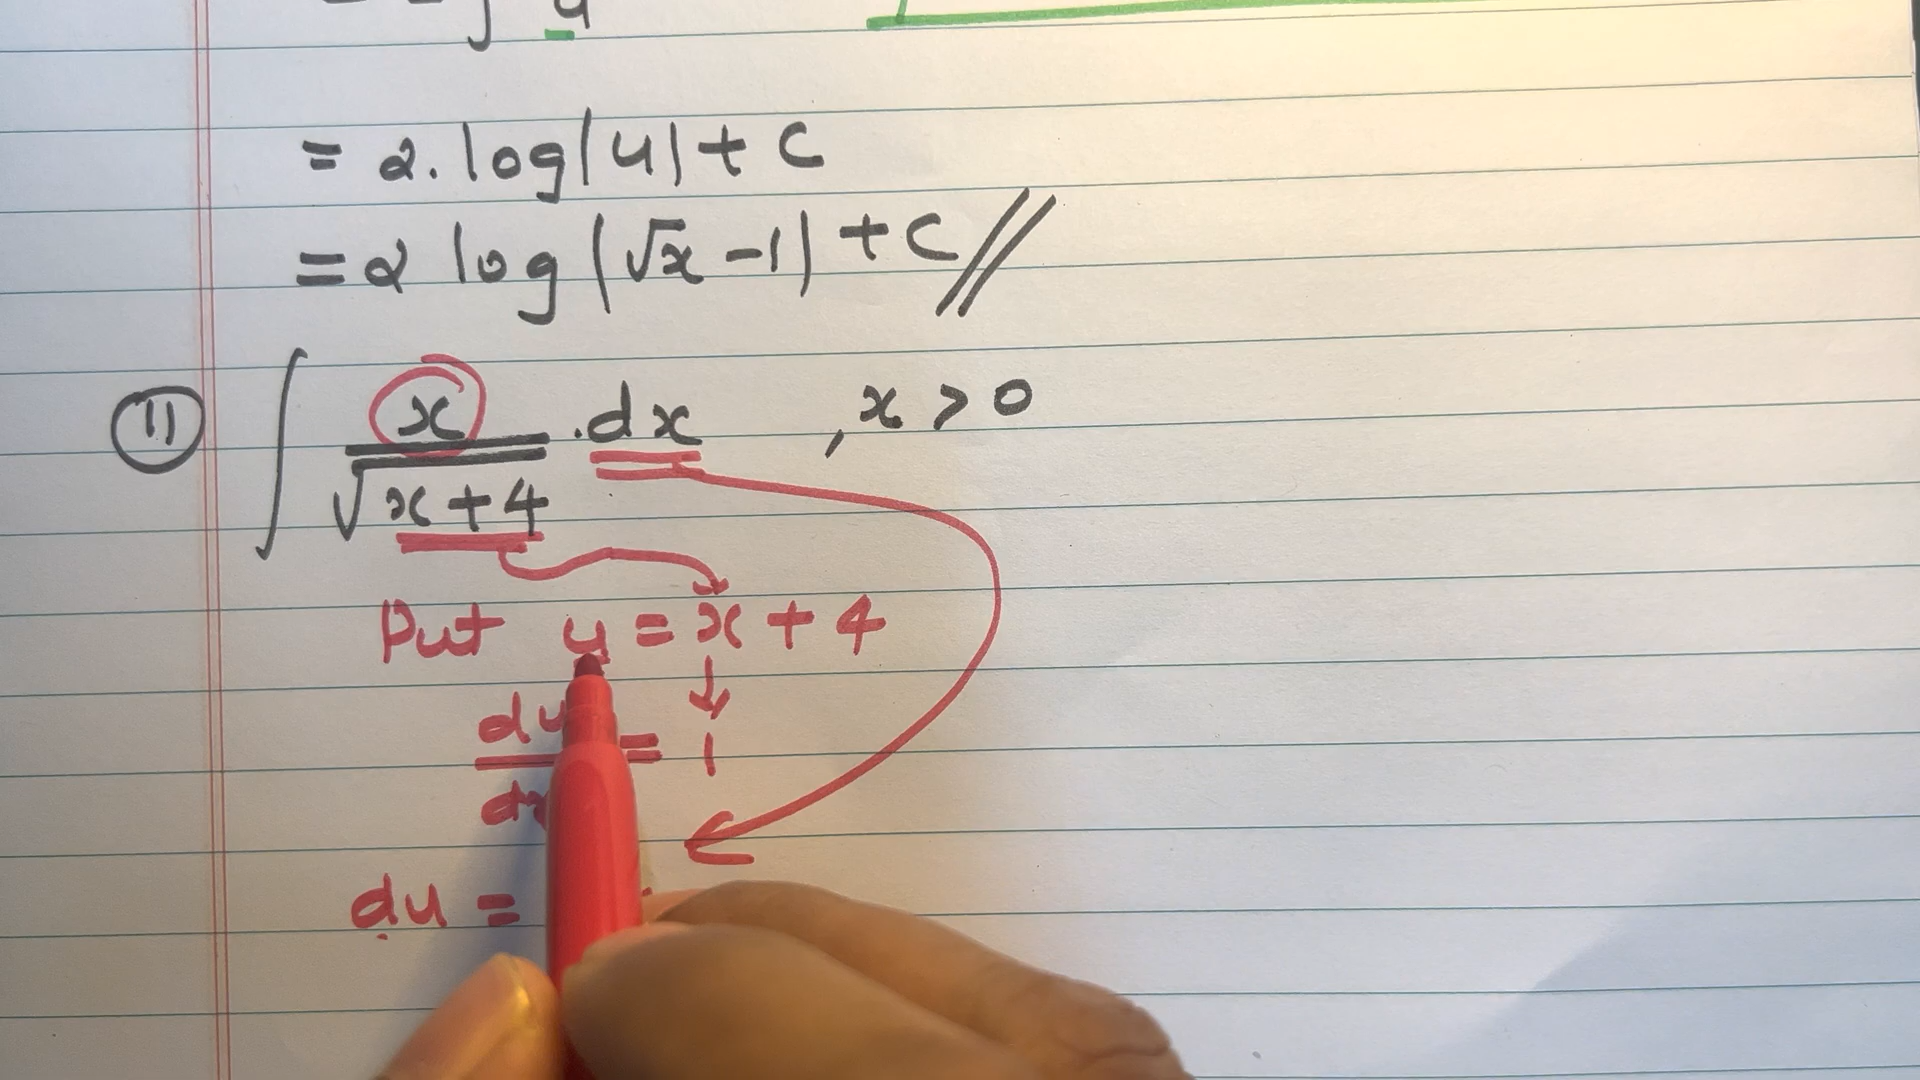 = 2. log|u| + C
= 2 log |√x - 1| + C //
11 ∫ x/√(x+4) .dx , x > 0
Put u = x + 4
du/dx = 1
du =